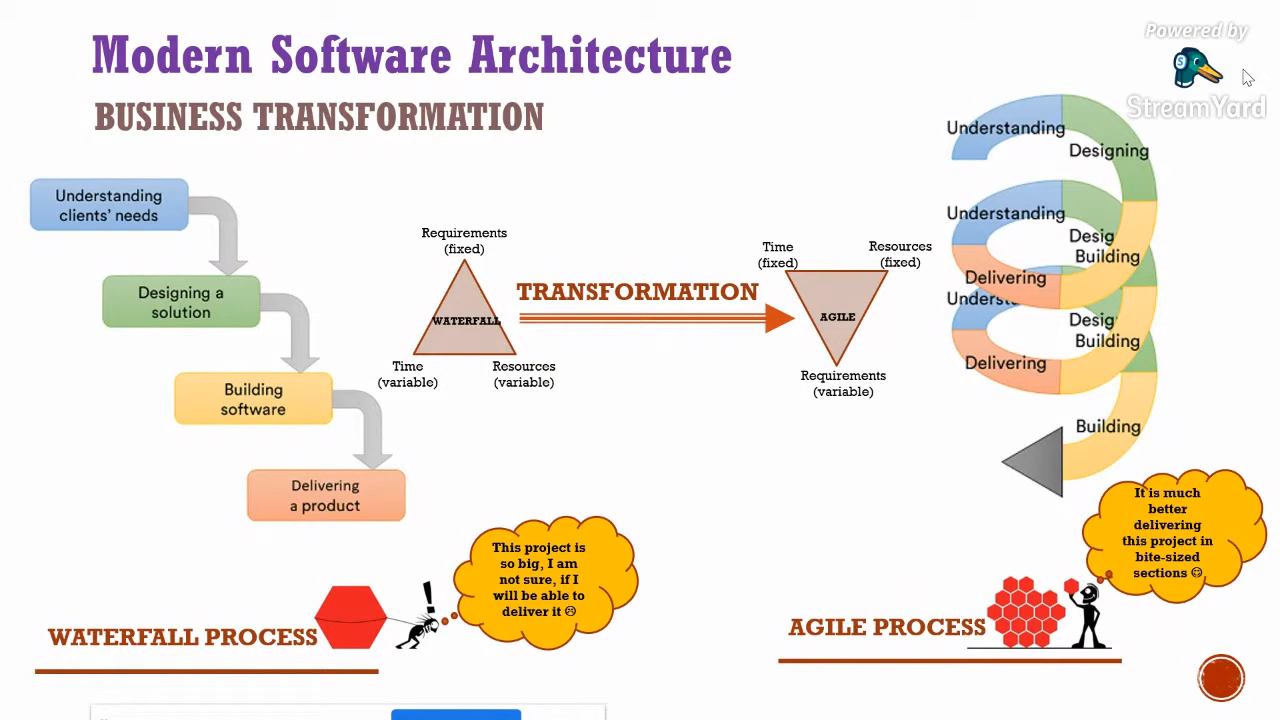 Modern Software Architecture
BUSINESS TRANSFORMATION
Powered by
S
StreamYard
Understanding
clients' needs
Designing a
solution
Building
software
Delivering
a product
Requirements
(fixed)
WATERFALL
Time
(variable)
Resources
(variable)
TRANSFORMATION
Time
(fixed)
Resources
(fixed)
AGILE
Requirements
(variable)
Understanding
Designing
Understanding
Desig
Building
Delivering
Underst
Desig
Building
Delivering
Building
This project is
so big, I am
not sure, if I
will be able to
deliver it ☹
WATERFALL PROCESS
It is much
better
delivering
this project in
bite-sized
sections ☺
AGILE PROCESS